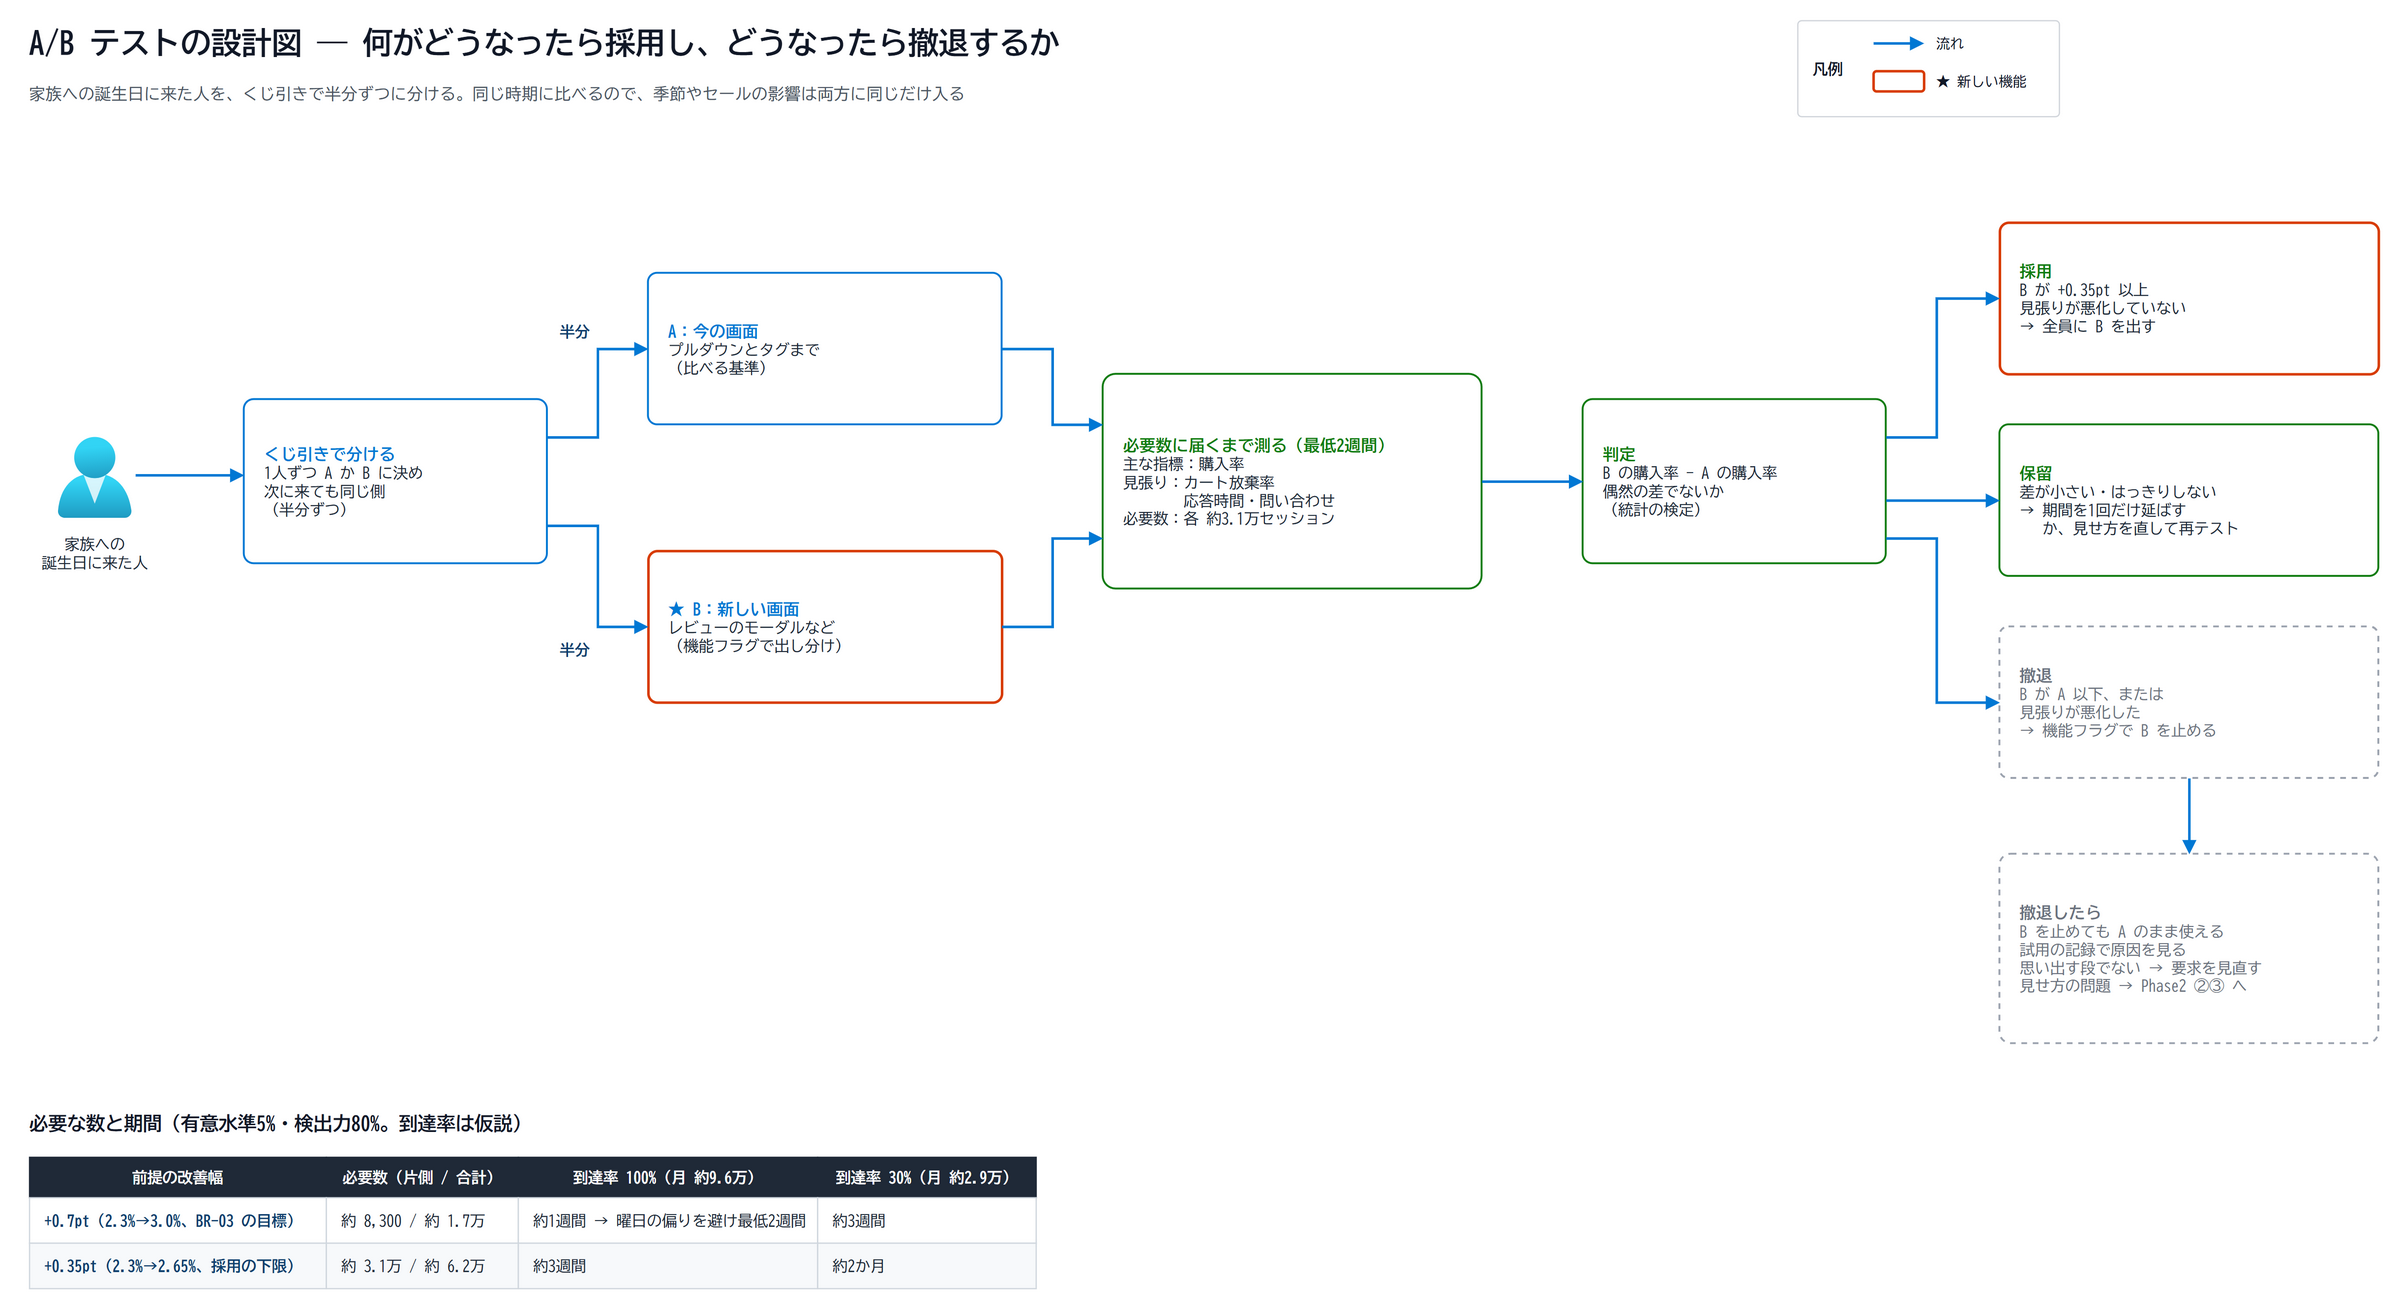 A/B テストの設計図 — 何がどうなったら採用し、どうなったら撤退するか
家族への誕生日に来た人を、くじ引きで半分ずつに分ける。同じ時期に比べるので、季節やセールの影響は両方に同じだけ入る
凡例
流れ
★ 新しい機能
家族への
誕生日に来た人
くじ引きで分ける
1人ずつ A か B に決め
次に来ても同じ側
（半分ずつ）
半分
半分
A：今の画面
プルダウンとタグまで
（比べる基準）
★ B：新しい画面
レビューのモーダルなど
（機能フラグで出し分け）
必要数に届くまで測る（最低2週間）
主な指標：購入率
見張り：カート放棄率
応答時間・問い合わせ
必要数：各 約3.1万セッション
判定
B の購入率 − A の購入率
偶然の差でないか
（統計の検定）
採用
B が +0.35pt 以上
見張りが悪化していない
→ 全員に B を出す
保留
差が小さい・はっきりしない
→ 期間を1回だけ延ばす
か、見せ方を直して再テスト
撤退
B が A 以下、または
見張りが悪化した
→ 機能フラグで B を止める
撤退したら
B を止めても A のまま使える
試用の記録で原因を見る
思い出す段でない → 要求を見直す
見せ方の問題 → Phase2 ②③ へ
必要な数と期間（有意水準5%・検出力80%。到達率は仮説）
前提の改善幅 必要数（片側 / 合計） 到達率 100%（月 約9.6万） 到達率 30%（月 約2.9万）
+0.7pt（2.3%→3.0%、BR-03 の目標） 約 8,300 / 約 1.7万 約1週間 → 曜日の偏りを避け最低2週間 約3週間
+0.35pt（2.3%→2.65%、採用の下限） 約 3.1万 / 約 6.2万 約3週間 約2か月